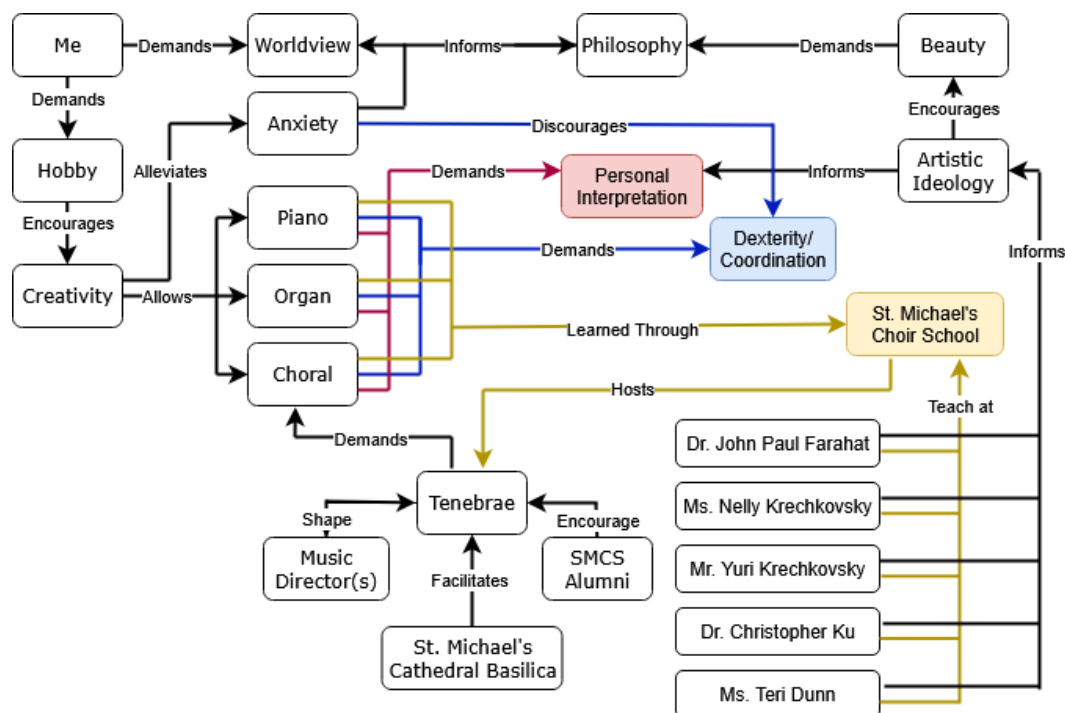 Me
Demands
Worldview
Informs
Philosophy
Demands
Beauty
Demands
Anxiety
Discourages
Encourages
Hobby
Alleviates
Demands
Personal
Interpretation
Informs
Artistic
Ideology
Encourages
Piano
Demands
Dexterity/
Coordination
Informs
Creativity
Allows
Organ
Learned Through
St. Michael's
Choir School
Choral
Hosts
Teach at
Demands
Dr. John Paul Farahat
Tenebrae
Ms. Nelly Krechkovsky
Shape
Encourage
Music
Director(s)
Facilitates
SMCS
Alumni
Mr. Yuri Krechkovsky
St. Michael's
Cathedral Basilica
Dr. Christopher Ku
Ms. Teri Dunn